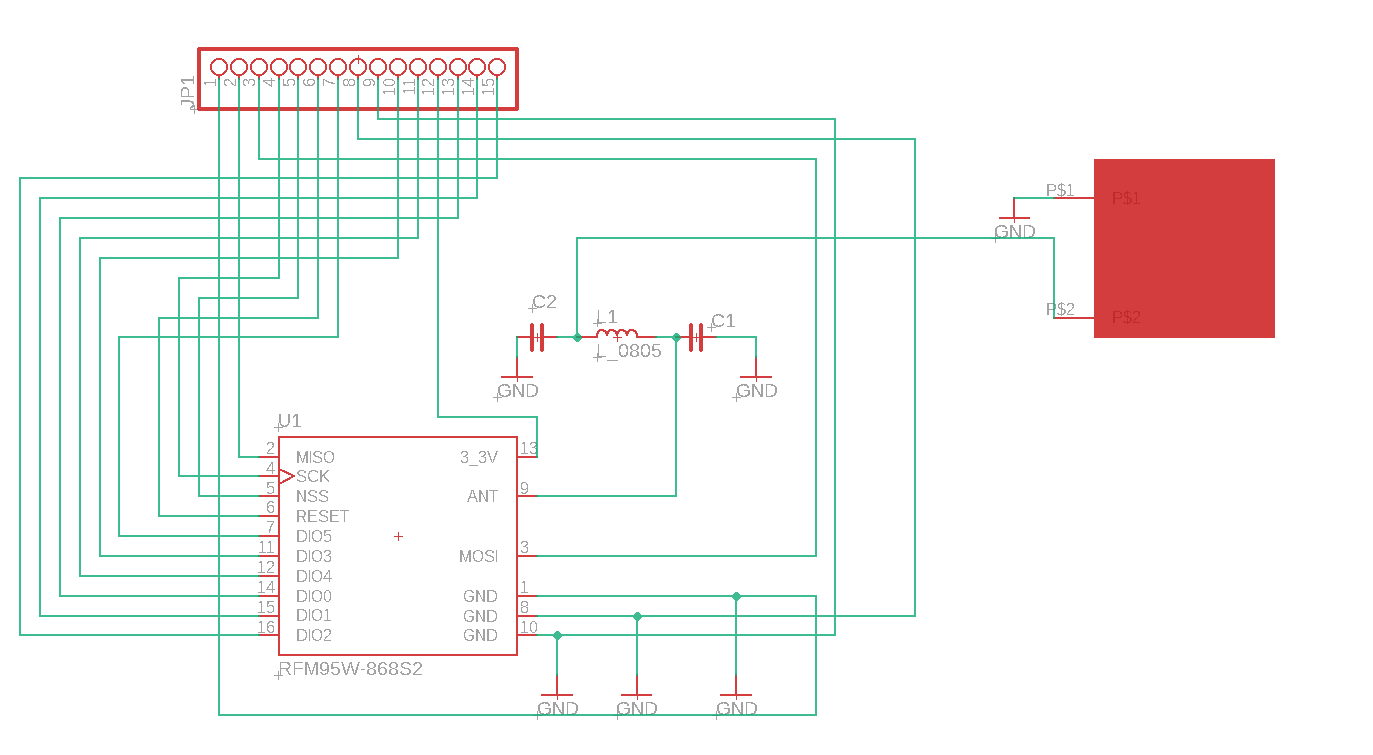 JP1
1
2
3
4
5
6
7
8
9
10
11
12
13
14
15
P$1
P$1
GND
C2
L1
C1
L_0805
P$2
P$2
GND
GND
U1
2
MISO
3_3V
13
4
SCK
5
NSS
ANT
9
6
RESET
7
DIO5
11
DIO3
MOSI
3
12
DIO4
14
DIO0
GND
1
15
DIO1
GND
8
16
DIO2
GND
10
RFM95W-868S2
GND
GND
GND